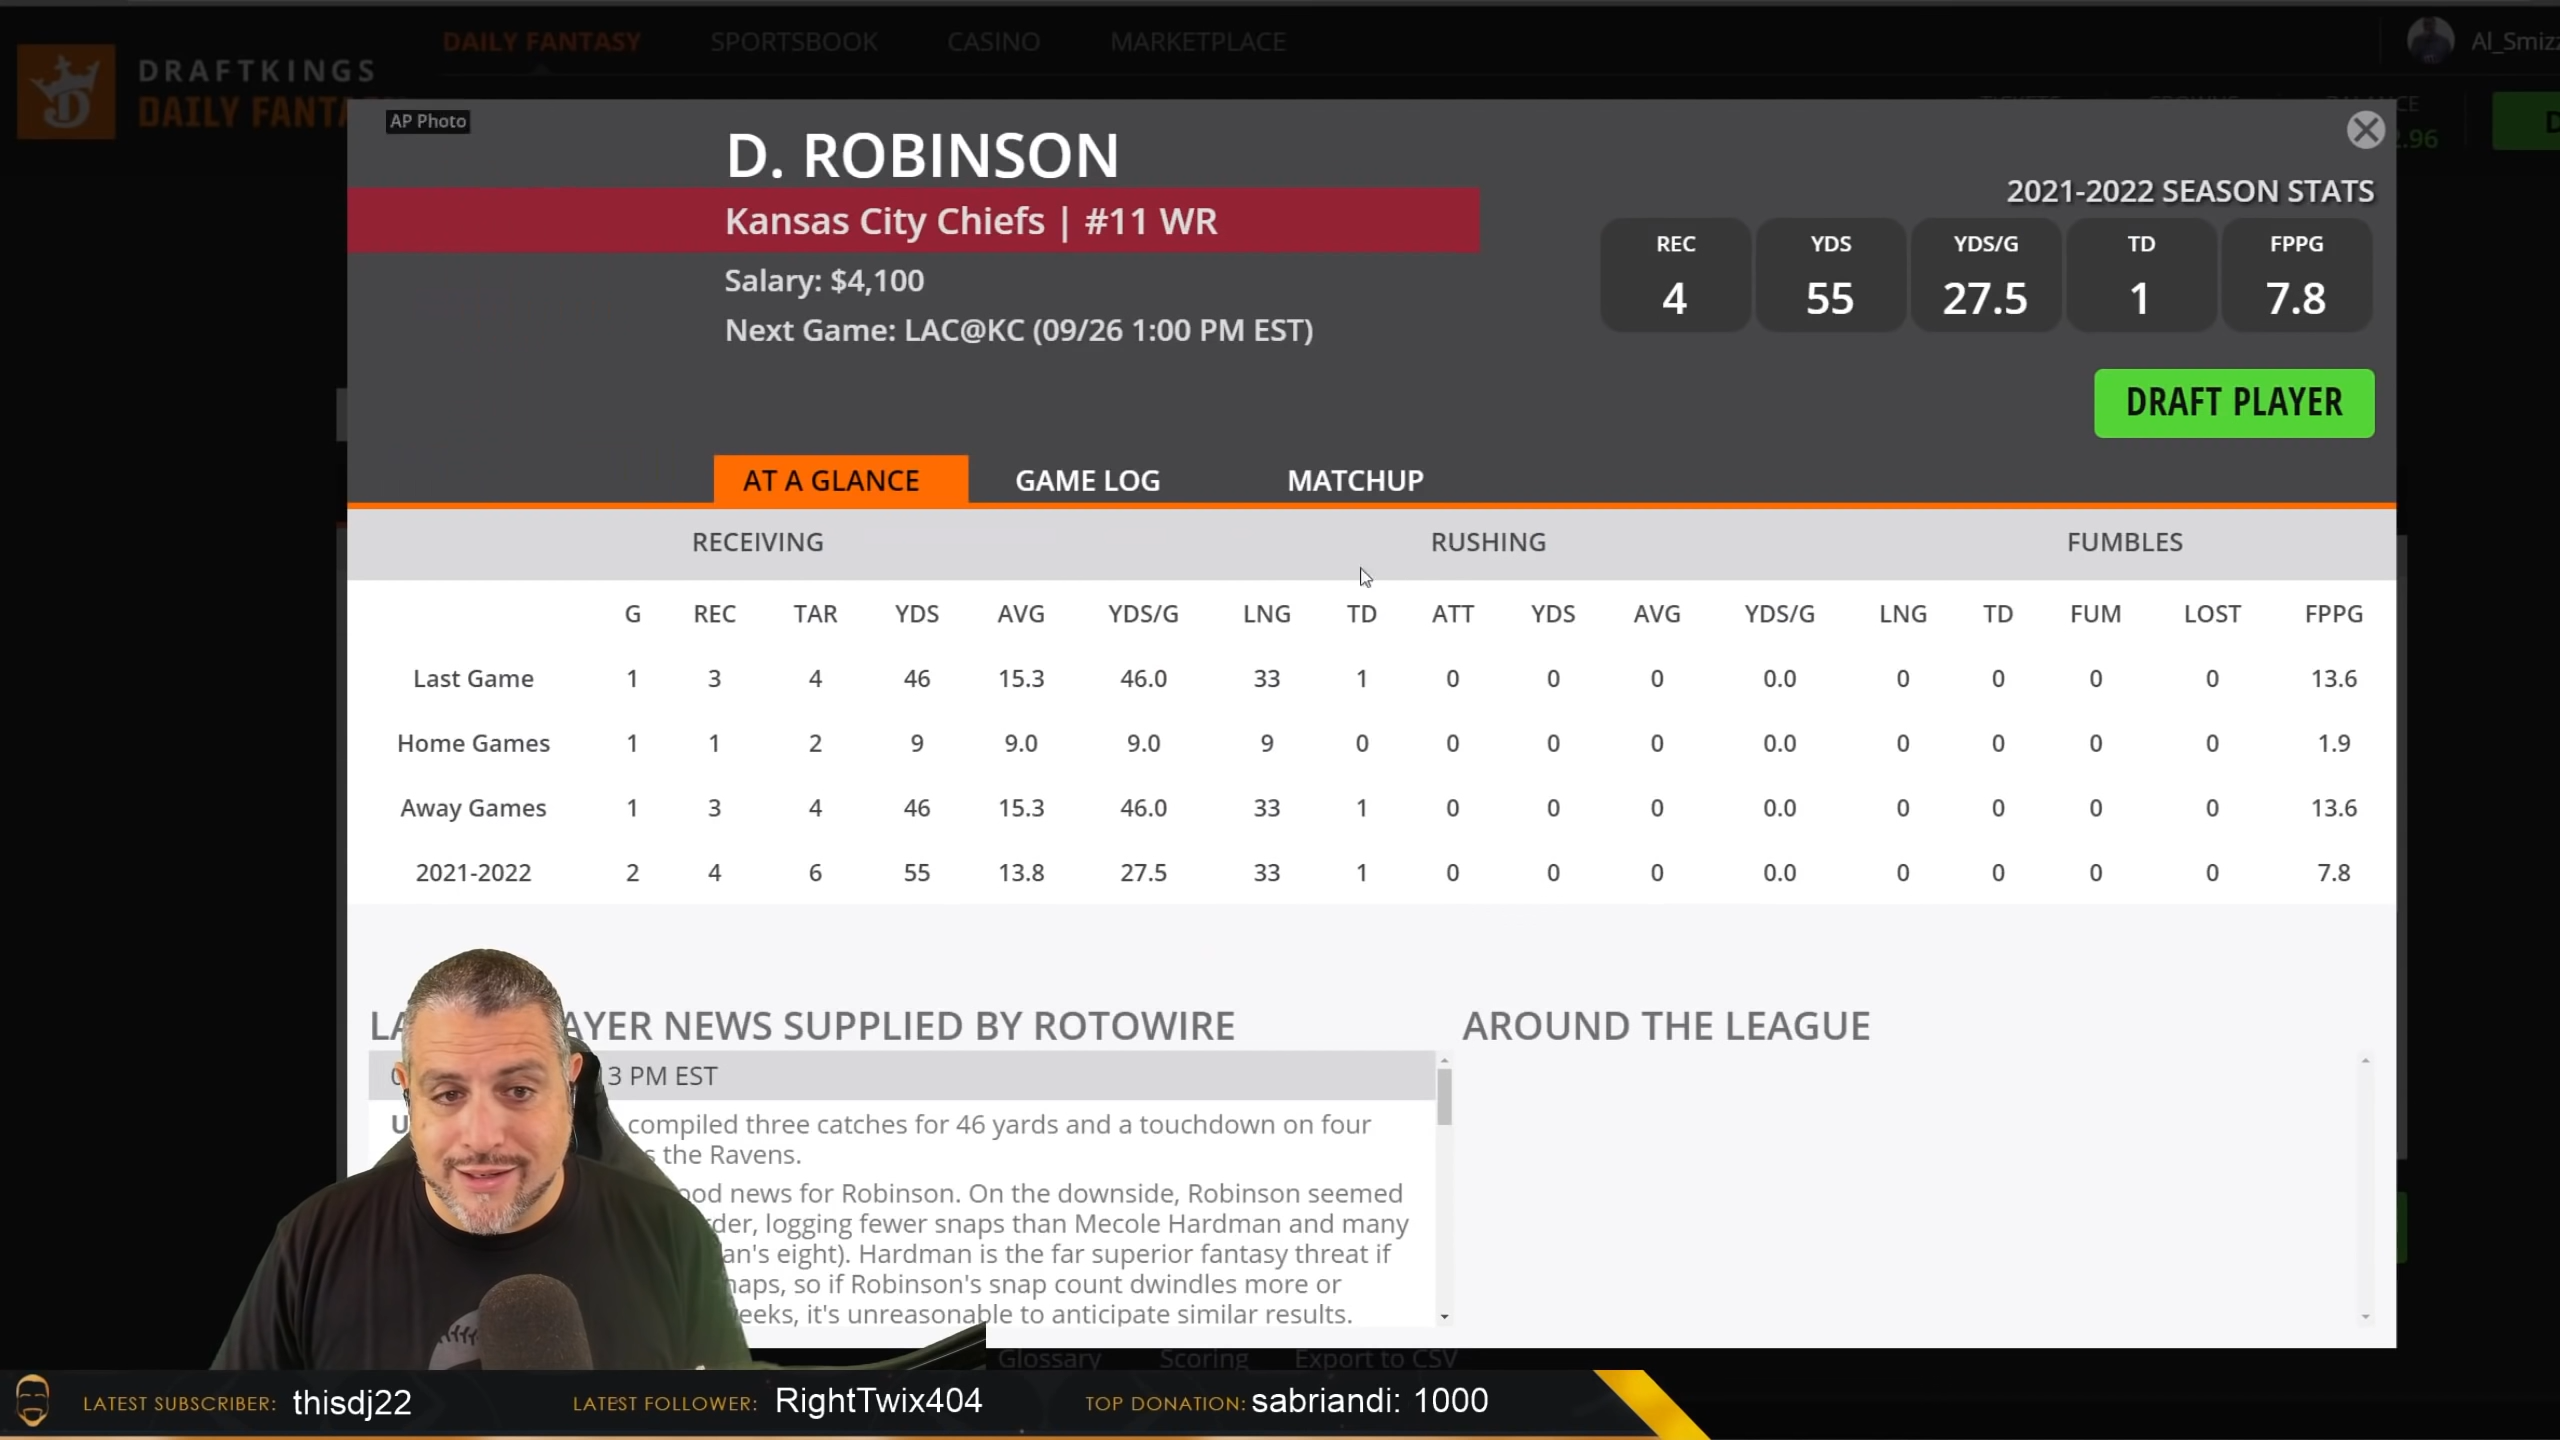 DAILY FANTASY SPORTSBOOK CASINO MARKETPLACE
DRAFTKINGS
DAILY FANTA
AP Photo
D. ROBINSON
Kansas City Chiefs | #11 WR
Salary: $4,100
Next Game: LAC@KC (09/26 1:00 PM EST)
2.96
2021-2022 SEASON STATS
REC YDS YDS/G TD FPPG
4 55 27.5 1 7.8
DRAFT PLAYER
AT A GLANCE GAME LOG MATCHUP
RECEIVING RUSHING FUMBLES
G REC TAR YDS AVG YDS/G LNG TD ATT YDS AVG YDS/G LNG TD FUM LOST FPPG
Last Game 1 3 4 46 15.3 46.0 33 1 0 0 0 0.0 0 0 0 0 13.6
Home Games 1 1 2 9 9.0 9.0 9 0 0 0 0 0.0 0 0 0 0 1.9
Away Games 1 3 4 46 15.3 46.0 33 1 0 0 0 0.0 0 0 0 0 13.6
2021-2022 2 4 6 55 13.8 27.5 33 1 0 0 0 0.0 0 0 0 0 7.8
LA AYER NEWS SUPPLIED BY ROTOWIRE AROUND THE LEAGUE
3 PM EST
compiled three catches for 46 yards and a touchdown on four
s the Ravens.
ood news for Robinson. On the downside, Robinson seemed
rder, logging fewer snaps than Mecole Hardman and many
an's eight). Hardman is the far superior fantasy threat if
naps, so if Robinson's snap count dwindles more or
eeks, it's unreasonable to anticipate similar results.
Glossary Scoring Export to CSV
LATEST SUBSCRIBER: thisdj22 LATEST FOLLOWER: RightTwix404 TOP DONATION: sabriandi: 1000